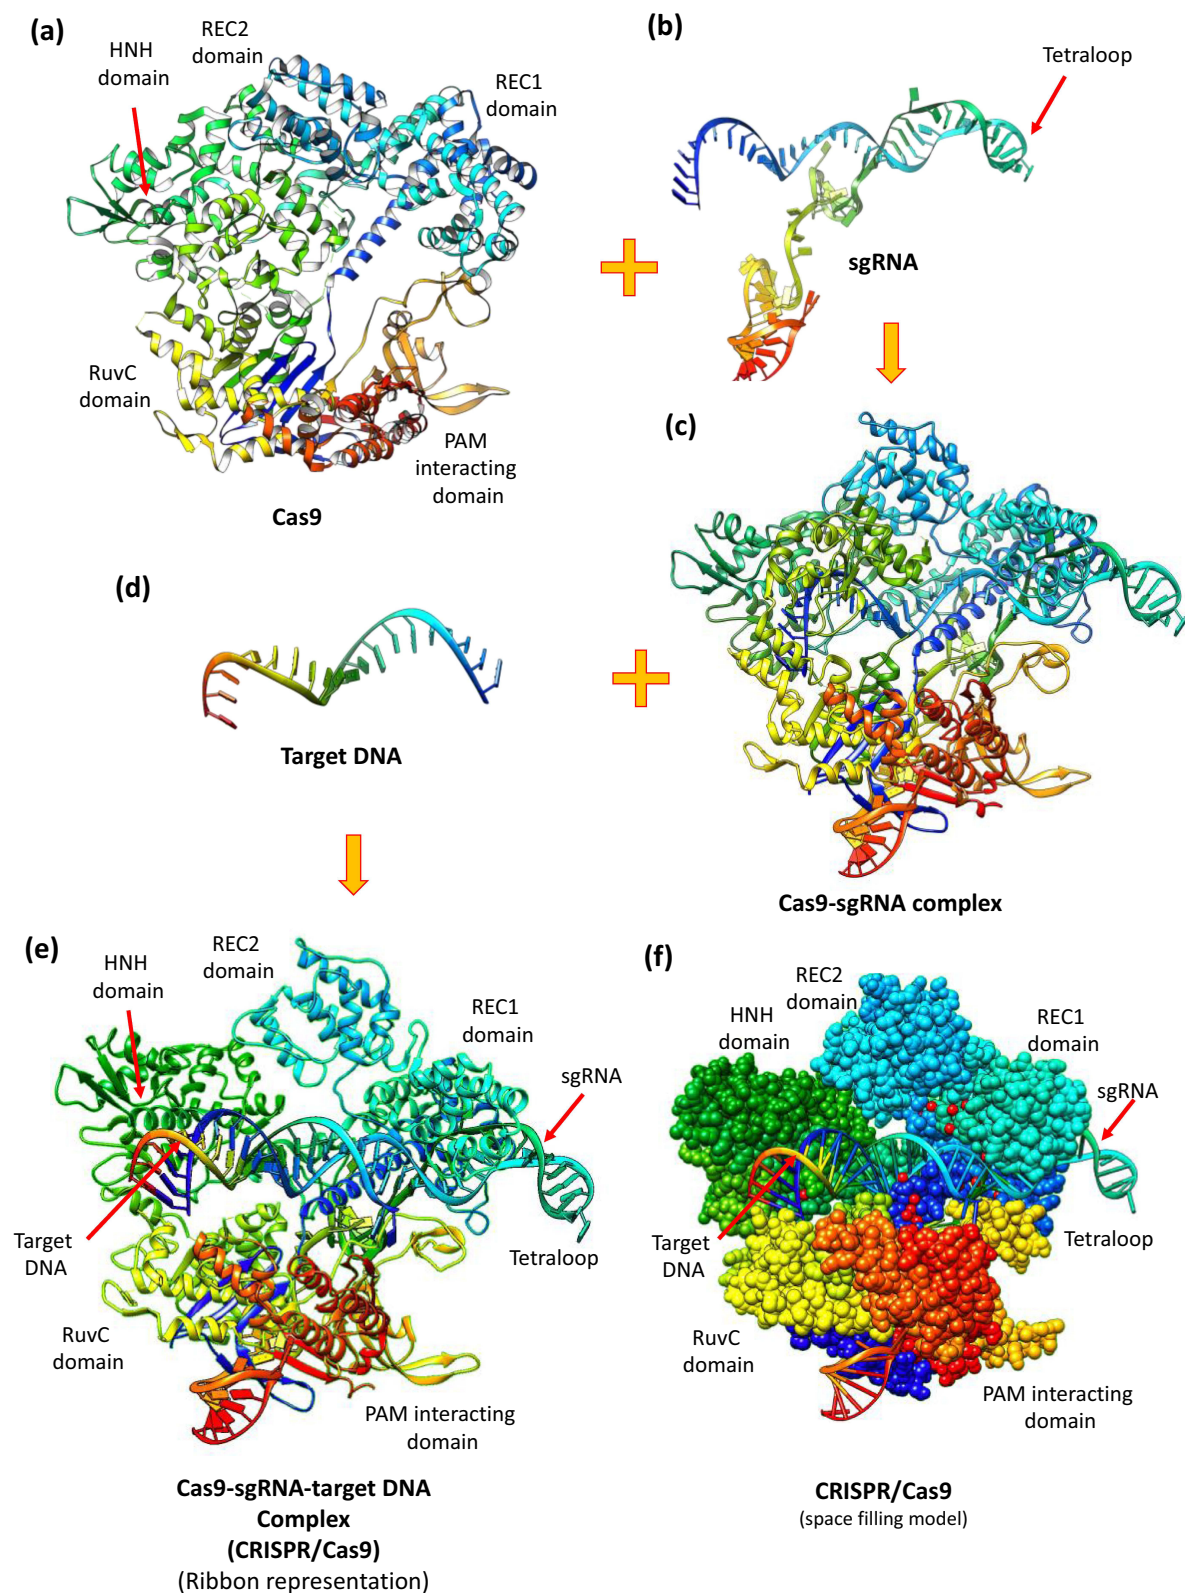 (a)
HNH
domain
REC2
domain
REC1
domain
RuvC
domain
PAM
interacting
domain
Cas9
(b)
Tetraloop
sgRNA
(c)
Cas9-sgRNA complex
(d)
Target DNA
(e)
HNH
domain
REC2
domain
REC1
domain
sgRNA
Tetraloop
Target
DNA
RuvC
domain
PAM interacting
domain
Cas9-sgRNA-target DNA
Complex
(CRISPR/Cas9)
(Ribbon representation)
(f)
REC2
domain
HNH
domain
REC1
domain
sgRNA
Tetraloop
Target
DNA
RuvC
domain
PAM interacting
domain
CRISPR/Cas9
(space filling model)